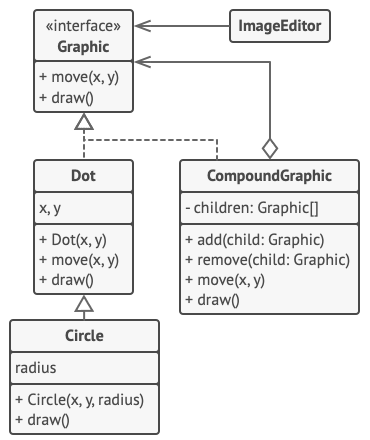 «interface»
Graphic
+ move(x, y)
+ draw()
ImageEditor
Dot
x, y
+ Dot(x, y)
+ move(x, y)
+ draw()
CompoundGraphic
- children: Graphic[]
+ add(child: Graphic)
+ remove(child: Graphic)
+ move(x, y)
+ draw()
Circle
radius
+ Circle(x, y, radius)
+ draw()